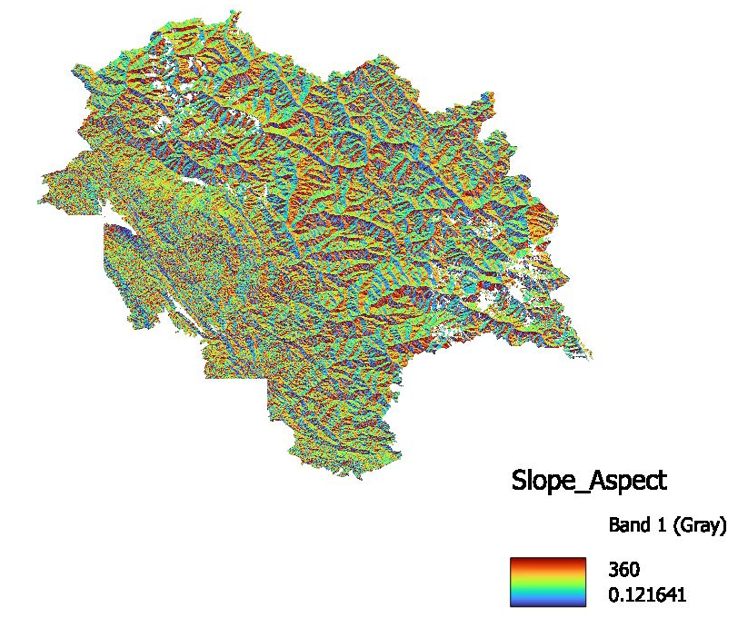 Slope_Aspect
Band 1 (Gray)
360
0.121641